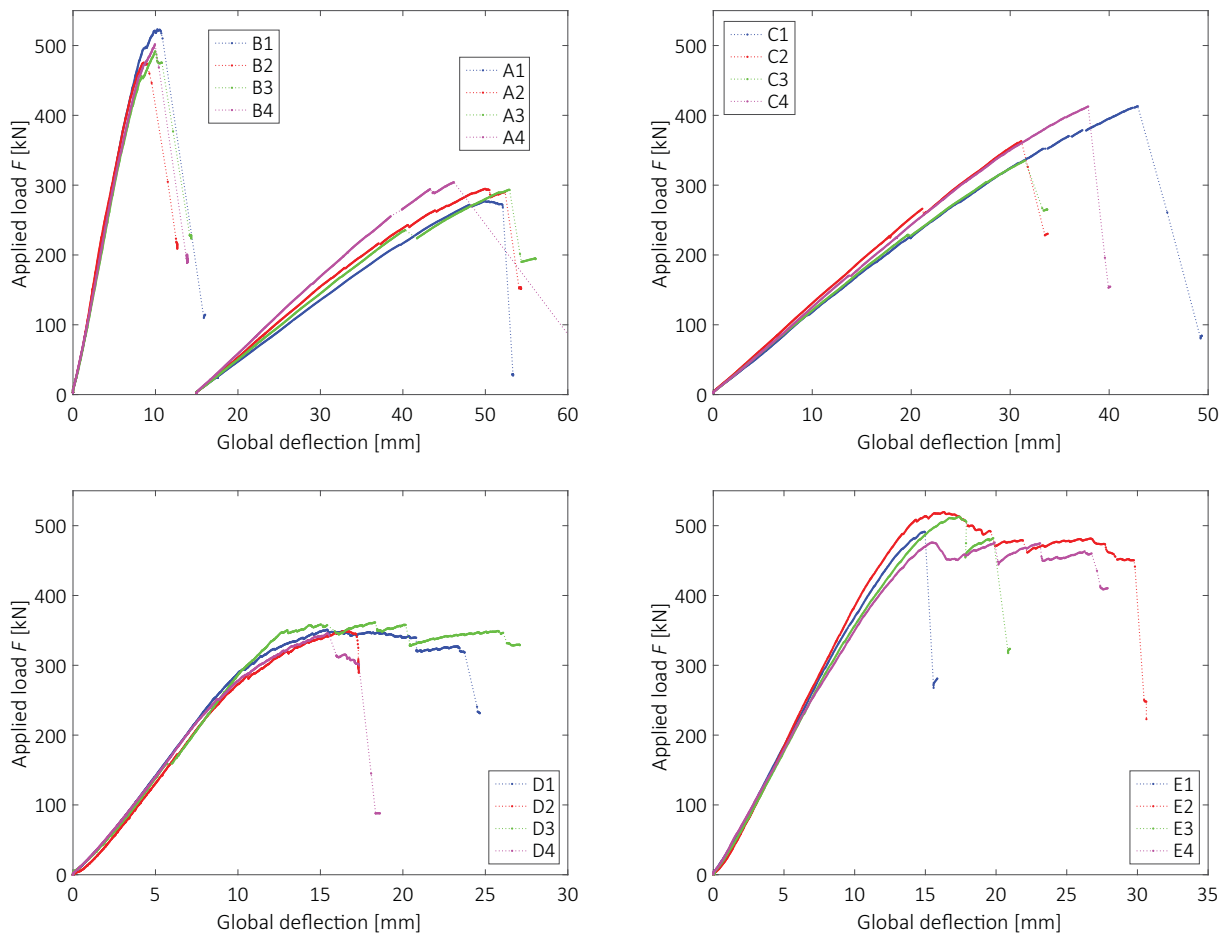 500
400
300
200
100
0
Applied load F [kN]
B1
B2
B3
B4
A1
A2
A3
A4
0 10 20 30 40 50 60
Global deflection [mm]
500
400
300
200
100
0
Applied load F [kN]
C1
C2
C3
C4
0 10 20 30 40 50
Global deflection [mm]
500
400
300
200
100
0
Applied load F [kN]
D1
D2
D3
D4
0 5 10 15 20 25 30
Global deflection [mm]
500
400
300
200
100
0
Applied load F [kN]
E1
E2
E3
E4
0 5 10 15 20 25 30 35
Global deflection [mm]